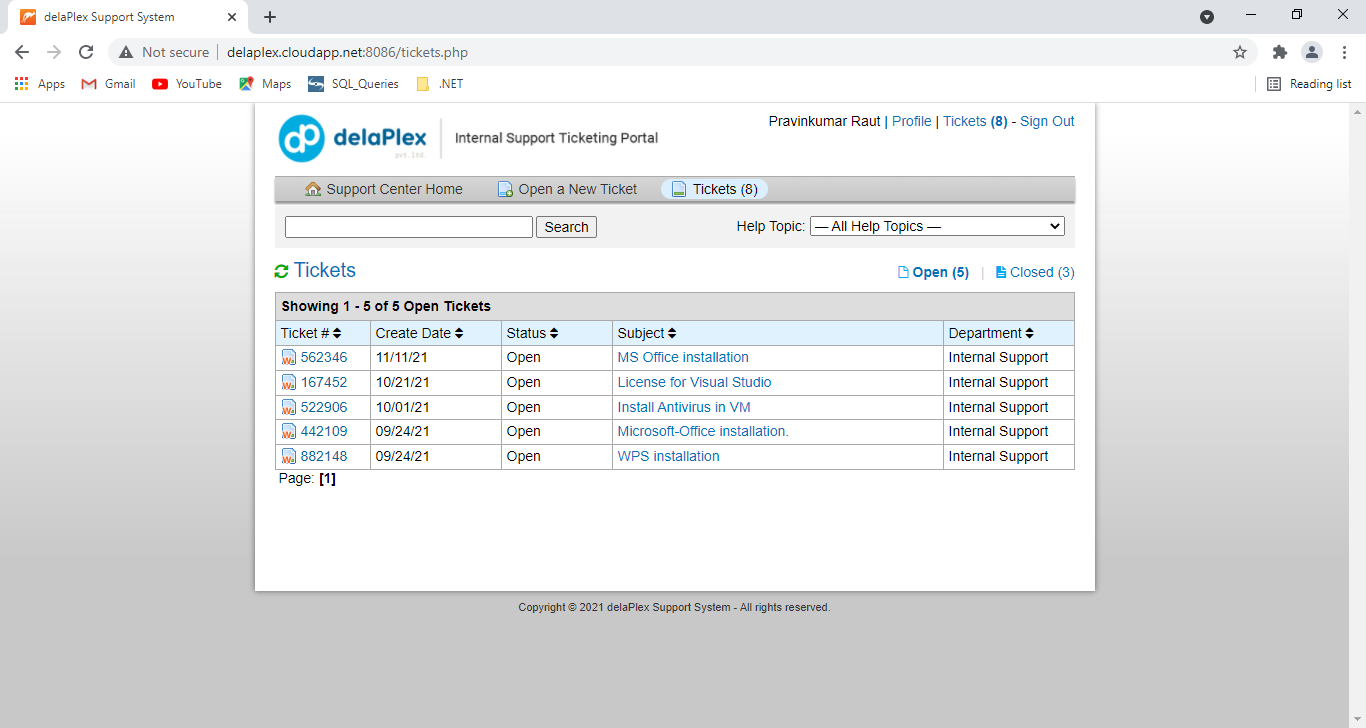 delaPlex Support System
Not secure | delaplex.cloudapp.net:8086/tickets.php
Apps Gmail YouTube Maps SQL_Queries .NET Reading list
dp delaPlex pvt.ltd. Internal Support Ticketing Portal
Pravinkumar Raut | Profile | Tickets (8) - Sign Out
Support Center Home Open a New Ticket Tickets (8)
Search Help Topic: — All Help Topics —
Tickets Open (5) | Closed (3)
Showing 1 - 5 of 5 Open Tickets
Ticket # Create Date Status Subject Department
562346 11/11/21 Open MS Office installation Internal Support
167452 10/21/21 Open License for Visual Studio Internal Support
522906 10/01/21 Open Install Antivirus in VM Internal Support
442109 09/24/21 Open Microsoft-Office installation. Internal Support
882148 09/24/21 Open WPS installation Internal Support
Page: [1]
Copyright © 2021 delaPlex Support System - All rights reserved.